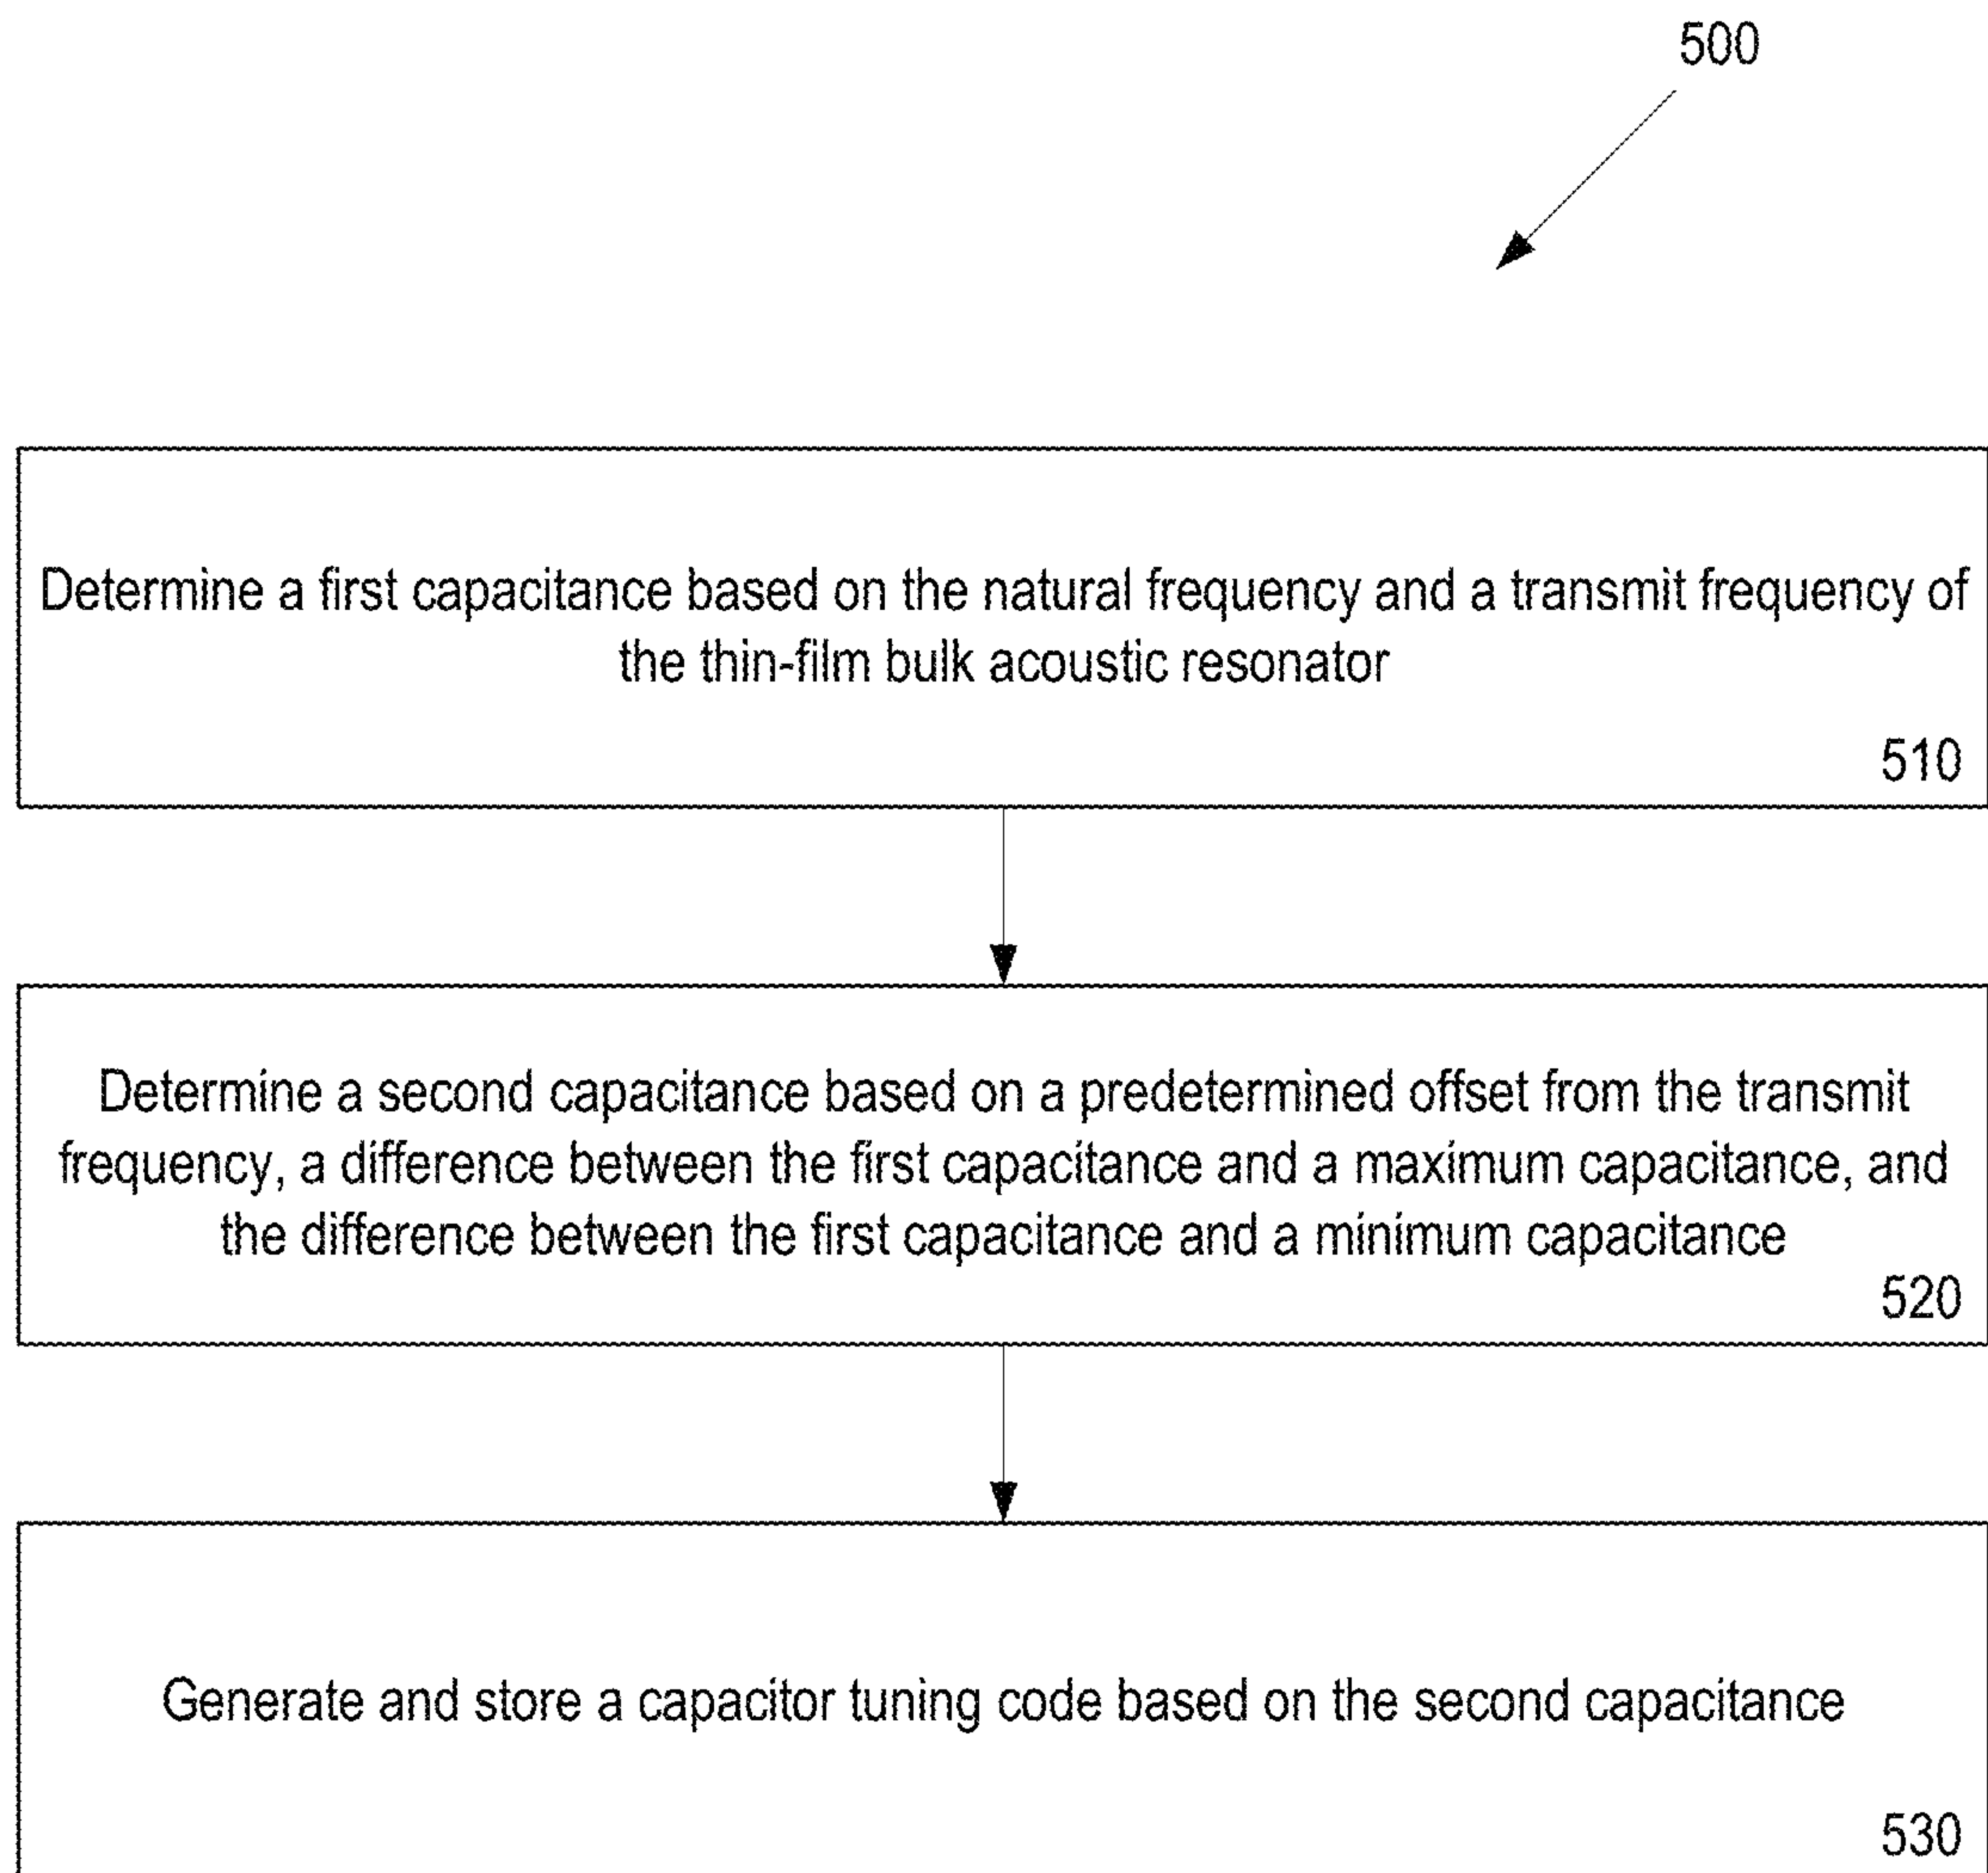 500
Determine a first capacitance based on the natural frequency and a transmit frequency of
the thin-film bulk acoustic resonator
510
Determine a second capacitance based on a predetermined offset from the transmit
frequency, a difference between the first capacitance and a maximum capacitance, and
the difference between the first capacitance and a minimum capacitance
520
Generate and store a capacitor tuning code based on the second capacitance
530